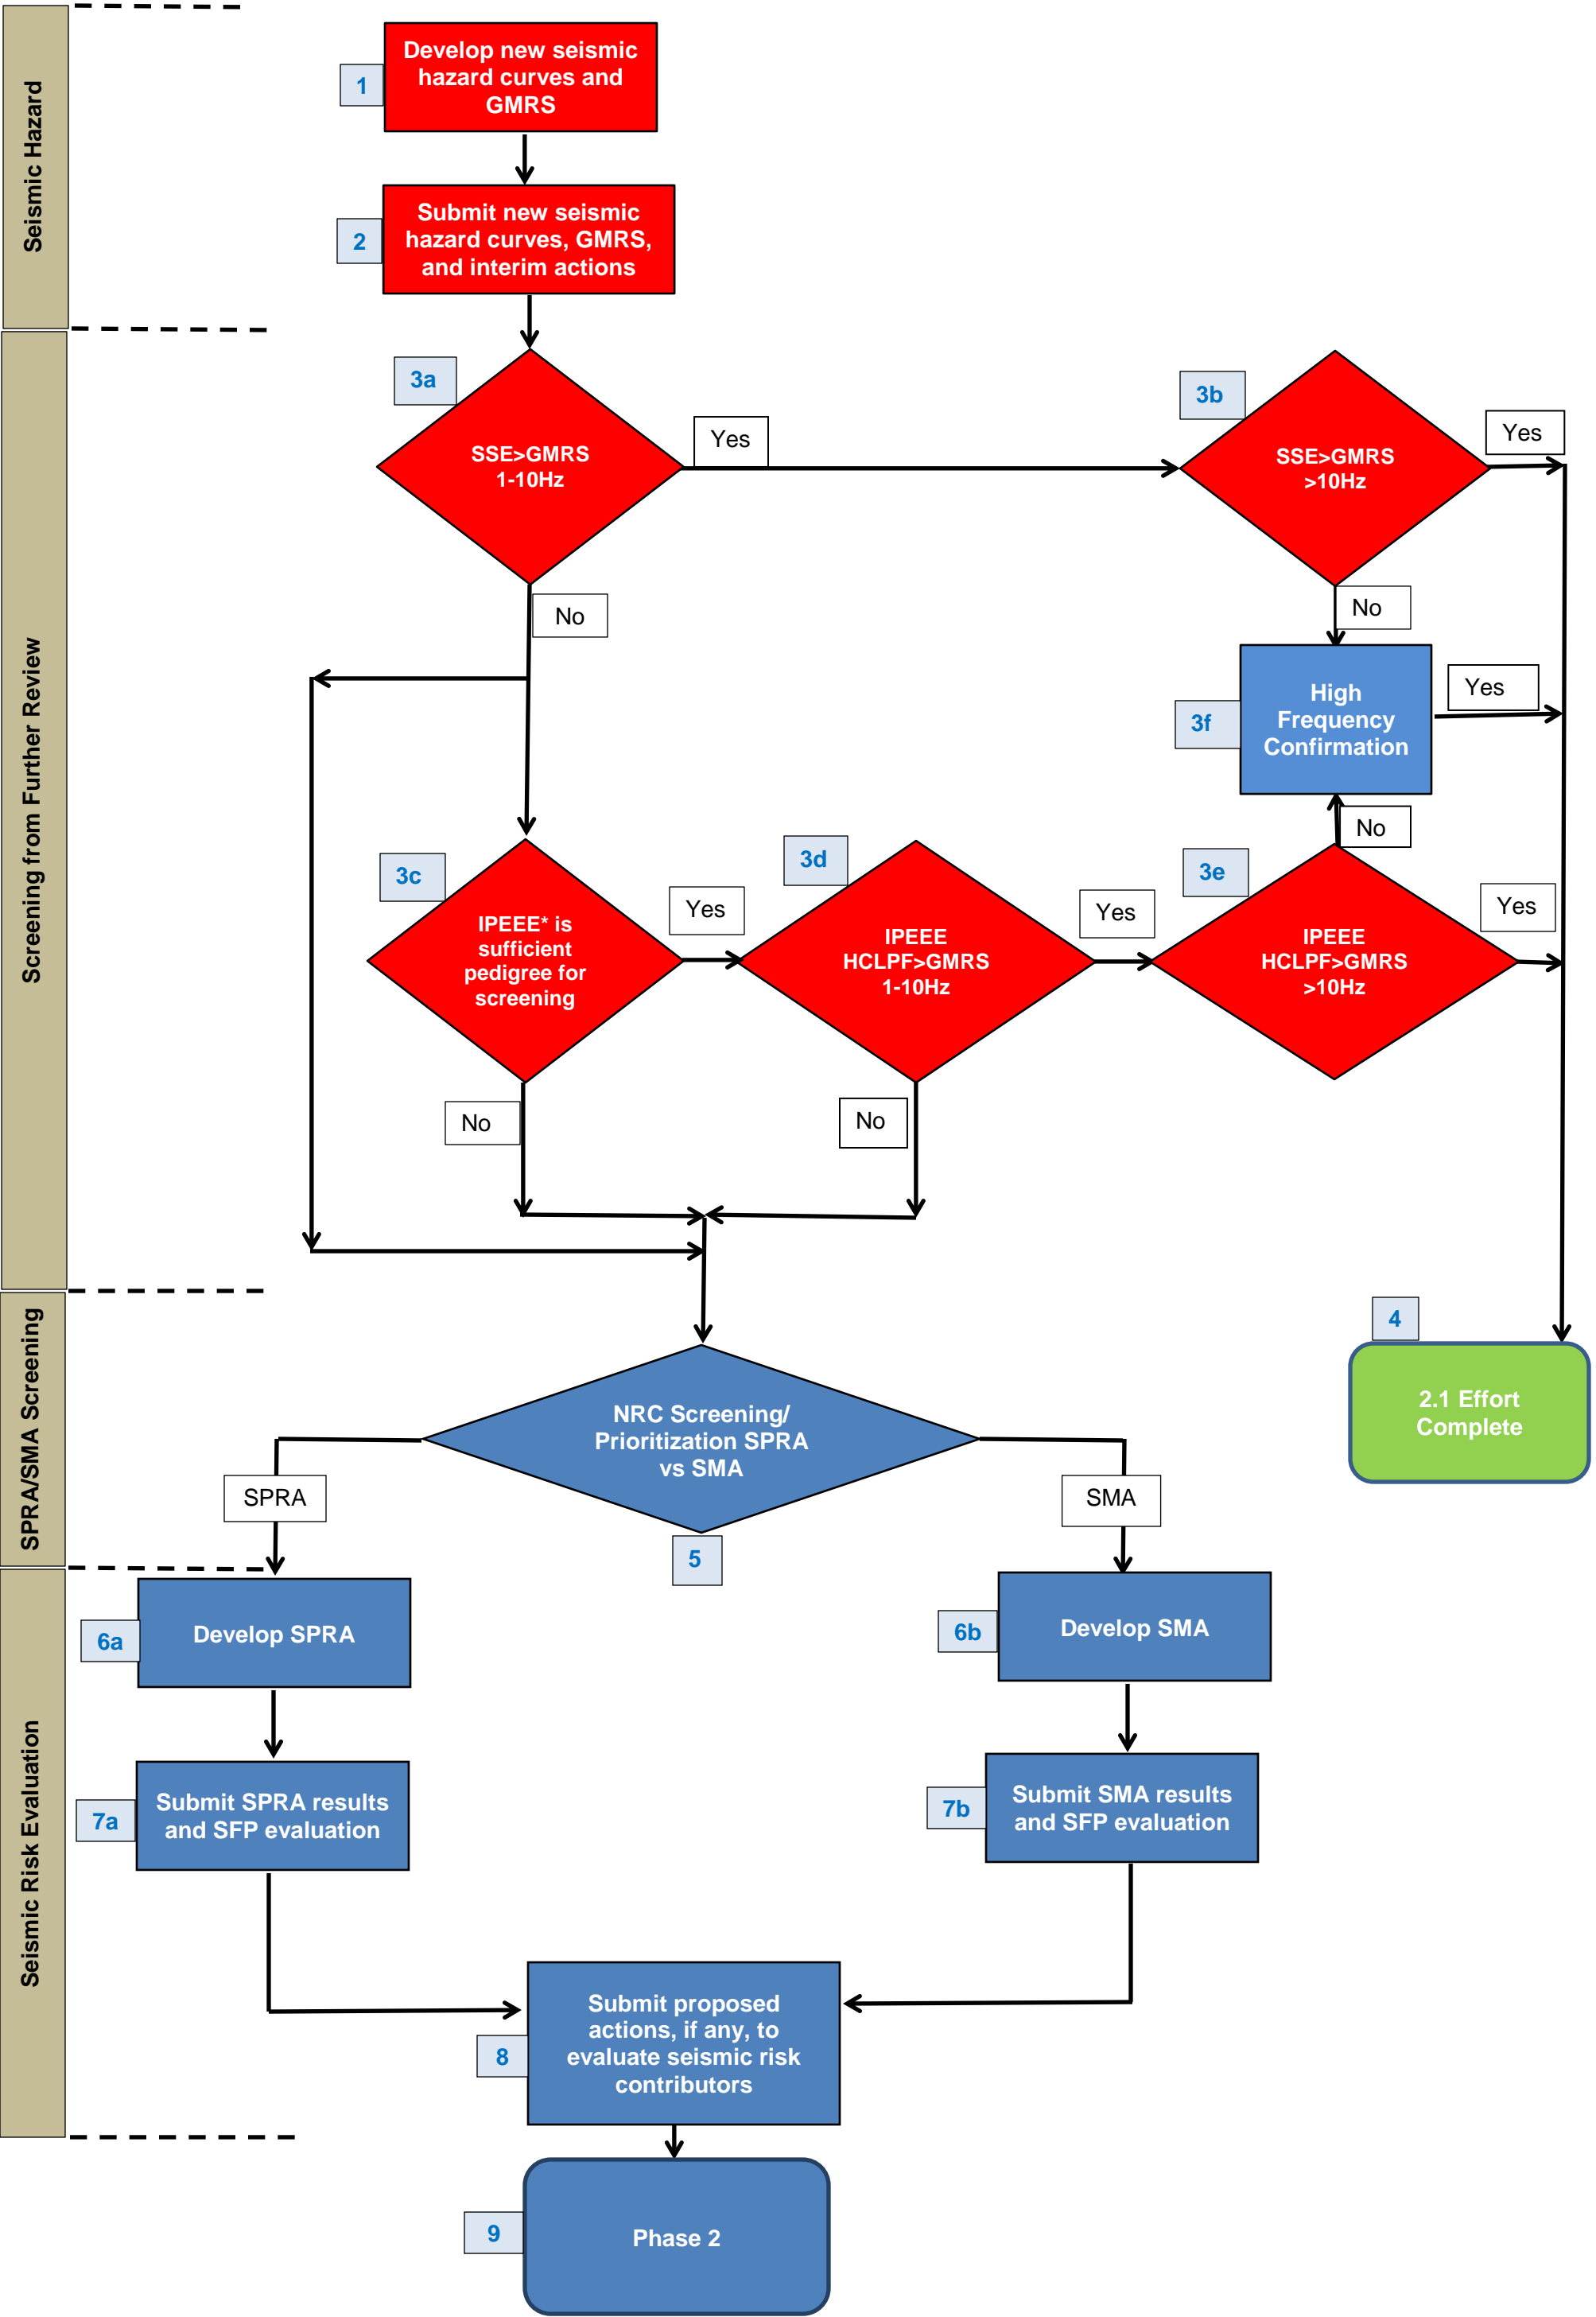 Seismic Hazard
1
Develop new seismic
hazard curves and
GMRS
2
Submit new seismic
hazard curves, GMRS,
and interim actions
Screening from Further Review
3a
SSE>GMRS
1-10Hz
Yes
3b
SSE>GMRS
>10Hz
Yes
No
No
3f
High
Frequency
Confirmation
Yes
No
3c
IPEEE* is
sufficient
pedigree for
screening
Yes
3d
IPEEE
HCLPF>GMRS
1-10Hz
Yes
3e
IPEEE
HCLPF>GMRS
>10Hz
Yes
No
No
SPRA/SMA Screening
4
2.1 Effort
Complete
NRC Screening/
Prioritization SPRA
vs SMA
SPRA
SMA
5
Seismic Risk Evaluation
6a
Develop SPRA
6b
Develop SMA
7a
Submit SPRA results
and SFP evaluation
7b
Submit SMA results
and SFP evaluation
8
Submit proposed
actions, if any, to
evaluate seismic risk
contributors
9
Phase 2